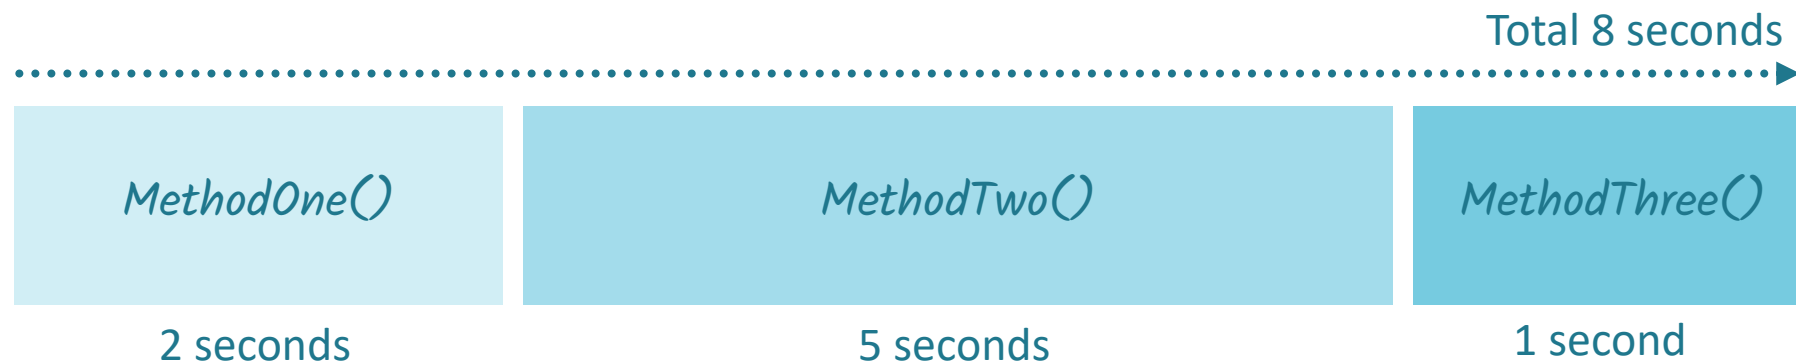 Total 8 seconds
MethodOne()
MethodTwo()
MethodThree()
2 seconds
5 seconds
1 second